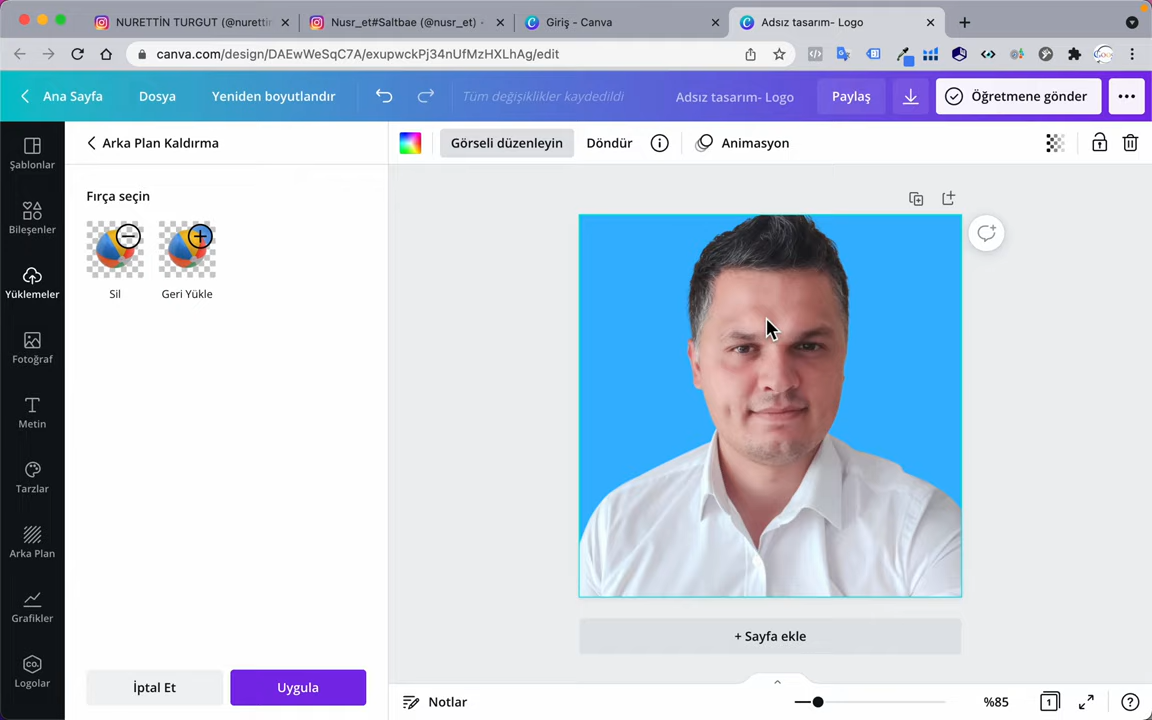 NURETTİN TURGUT (@nurettin
Nusr_et#Saltbae (@nusr_et) -
Giriş - Canva
Adsız tasarım- Logo
canva.com/design/DAEwWeSqC7A/exupwckPj34nUfMzHXLhAg/edit
Ana Sayfa
Dosya
Yeniden boyutlandır
Tüm değişiklikler kaydedildi
Adsız tasarım- Logo
Paylaş
Öğretmene gönder
Şablonlar
Bileşenler
Yüklemeler
Fotoğraf
Metin
Tarzlar
Arka Plan
Grafikler
CO.
Logolar
Arka Plan Kaldırma
Fırça seçin
Sil
Geri Yükle
İptal Et
Uygula
Görseli düzenleyin
Döndür
Animasyon
+ Sayfa ekle
Notlar
%85
1